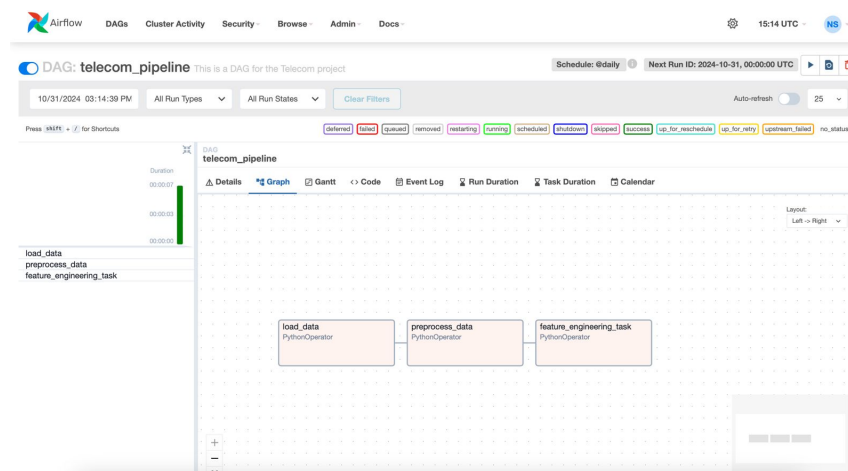 Airflow DAGs Cluster Activity Security Browse Admin Docs 15:14 UTC NS
DAG: telecom_pipeline This is a DAG for the Telecom project Schedule: @daily Next Run ID: 2024-10-31, 00:00:00 UTC
10/31/2024 03:14:39 PM All Run Types All Run States Clear Filters Auto-refresh 25
Press shift + / for Shortcuts deferred failed queued removed restarting running scheduled shutdown skipped success up_for_reschedule up_for_retry upstream_failed no_status
DAG
telecom_pipeline
Duration
00:00:07
00:00:03
00:00:00
load_data
preprocess_data
feature_engineering_task
Details Graph Gantt Code Event Log Run Duration Task Duration Calendar
Layout:
Left -> Right
load_data preprocess_data feature_engineering_task
PythonOperator PythonOperator PythonOperator